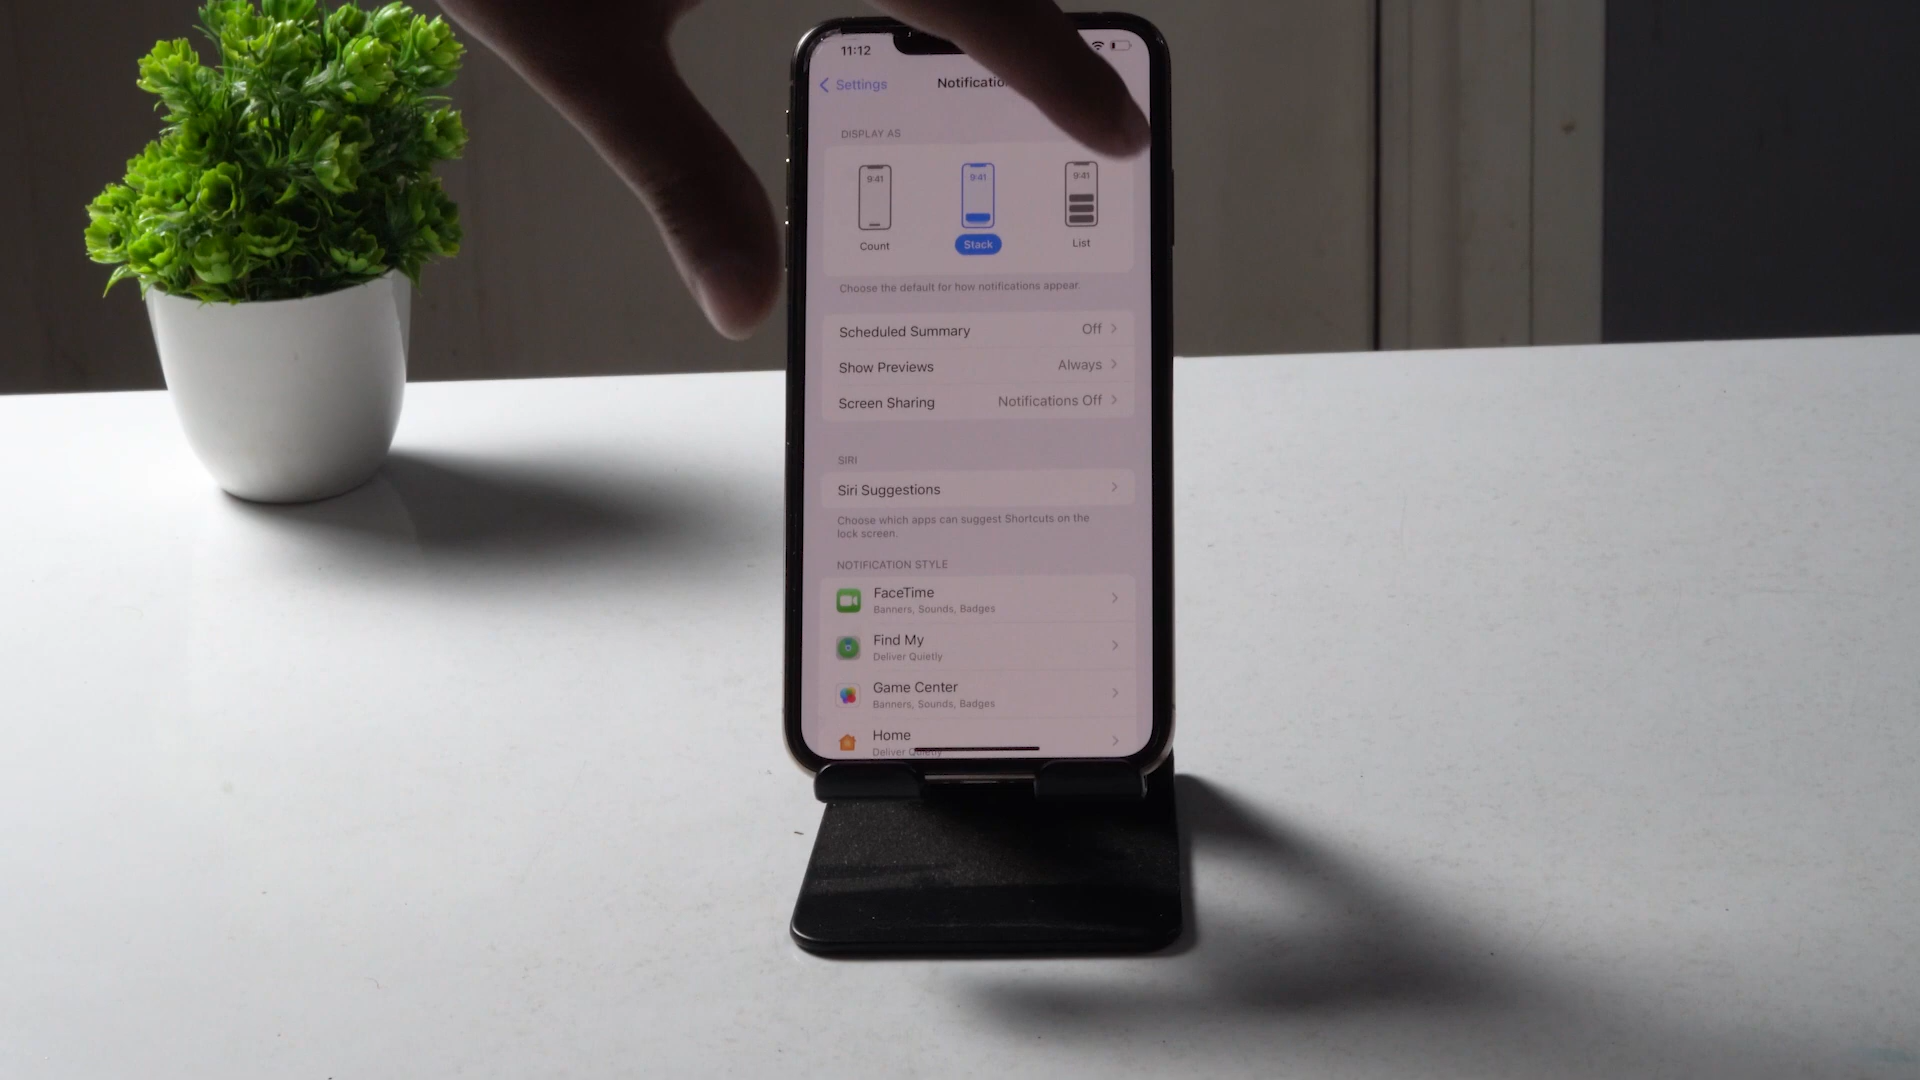 11:12
Settings
Notificatio
DISPLAY AS
9:41
9:41
9:41
Count
Stack
List
Choose the default for how notifications appear.
Scheduled Summary Off
Show Previews Always
Screen Sharing Notifications Off
SIRI
Siri Suggestions
Choose which apps can suggest Shortcuts on the
lock screen.
NOTIFICATION STYLE
FaceTime
Banners, Sounds, Badges
Find My
Deliver Quietly
Game Center
Banners, Sounds, Badges
Home
Deliver Quietly